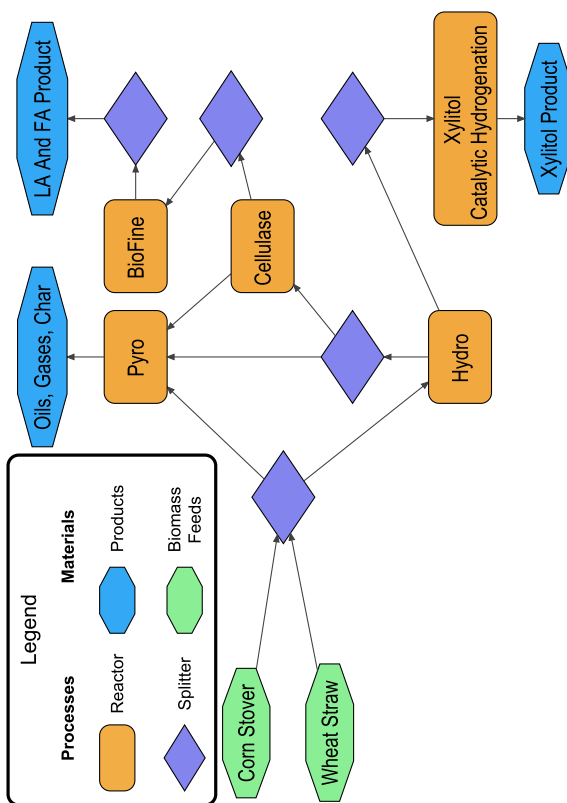 Legend
Processes
Materials
Reactor
Products
Splitter
Biomass
Feeds
Corn Stover
Wheat Straw
Oils, Gases, Char
LA And FA Product
Pyro
BioFine
Cellulase
Hydro
Xylitol
Catalytic Hydrogenation
Xylitol Product